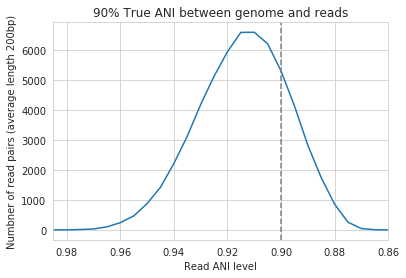 90% True ANI between genome and reads
Numbner of read pairs (average length 200bp)
6000
5000
4000
3000
2000
1000
0
0.98 0.96 0.94 0.92 0.90 0.88 0.86
Read ANI level